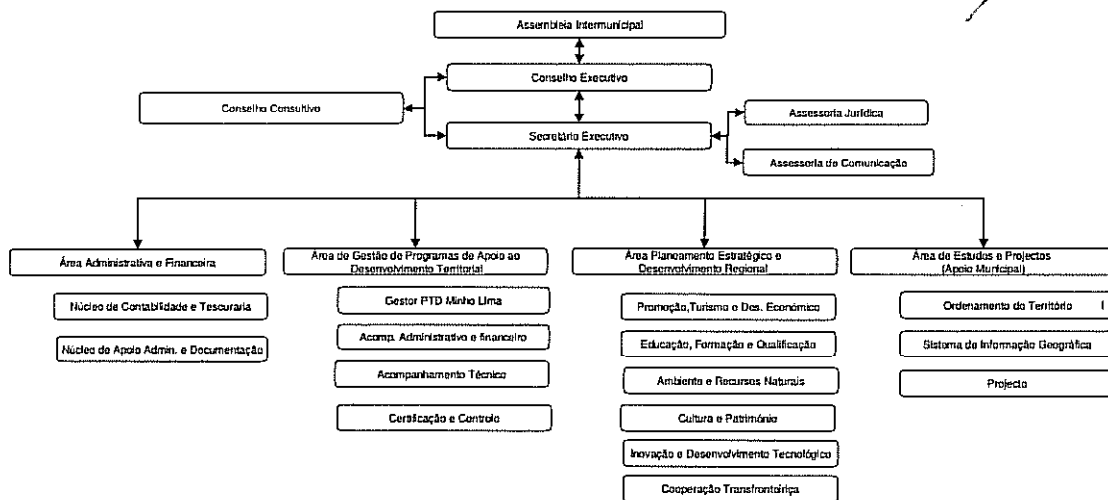 Assembleia Intermunicipal
Conselho Executivo
Conselho Consultivo
Assessoria Jurídica
Secretário Executivo
Assessoria de Comunicação
Área Administrativa e Financeira
Área de Gestão de Programas de Apoio ao
Desenvolvimento Territorial
Área Planeamento Estratégico e
Desenvolvimento Regional
Área de Estudos e Projectos
(Apoio Municipal)
Núcleo de Contabilidade e Tesouraria
Núcleo de Apoio Admin. e Documentação
Gestor PTD Minho Lima
Acomp. Administrativo e financeiro
Acompanhamento Técnico
Certificação e Controlo
Promoção,Turismo e Des. Económico
Educação, Formação e Qualificação
Ambiente e Recursos Naturais
Cultura e Património
Inovação e Desenvolvimento Tecnológico
Cooperação Transfronteiriça
Ordenamento do Território
Sistema de Informação Geográfica
Projecto